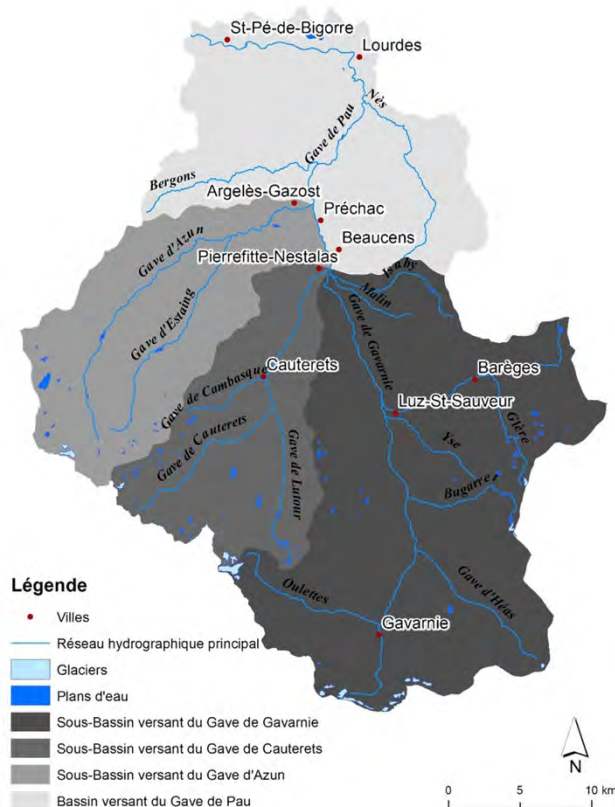 St-Pé-de-Bigorre
Lourdes
Nès
Gave de Pau
Bergons
Argelès-Gazost
Préchac
Gave d'Azun
Beaucens
Pierrefitte-Nestalas
Isaby
Malin
Gave d'Estaing
Gave de Gavarnie
Cauterets
Barèges
Gave de Cambasque
Luz-St-Sauveur
Glère
Gave de Cauterets
Yse
Gave de Lutour
Bugarret
Oulettes
Gave d'Héas
Gavarnie
Légende
Villes
Réseau hydrographique principal
Glaciers
Plans d'eau
Sous-Bassin versant du Gave de Gavarnie
Sous-Bassin versant du Gave de Cauterets
Sous-Bassin versant du Gave d'Azun
Bassin versant du Gave de Pau
N
0 5 10 km